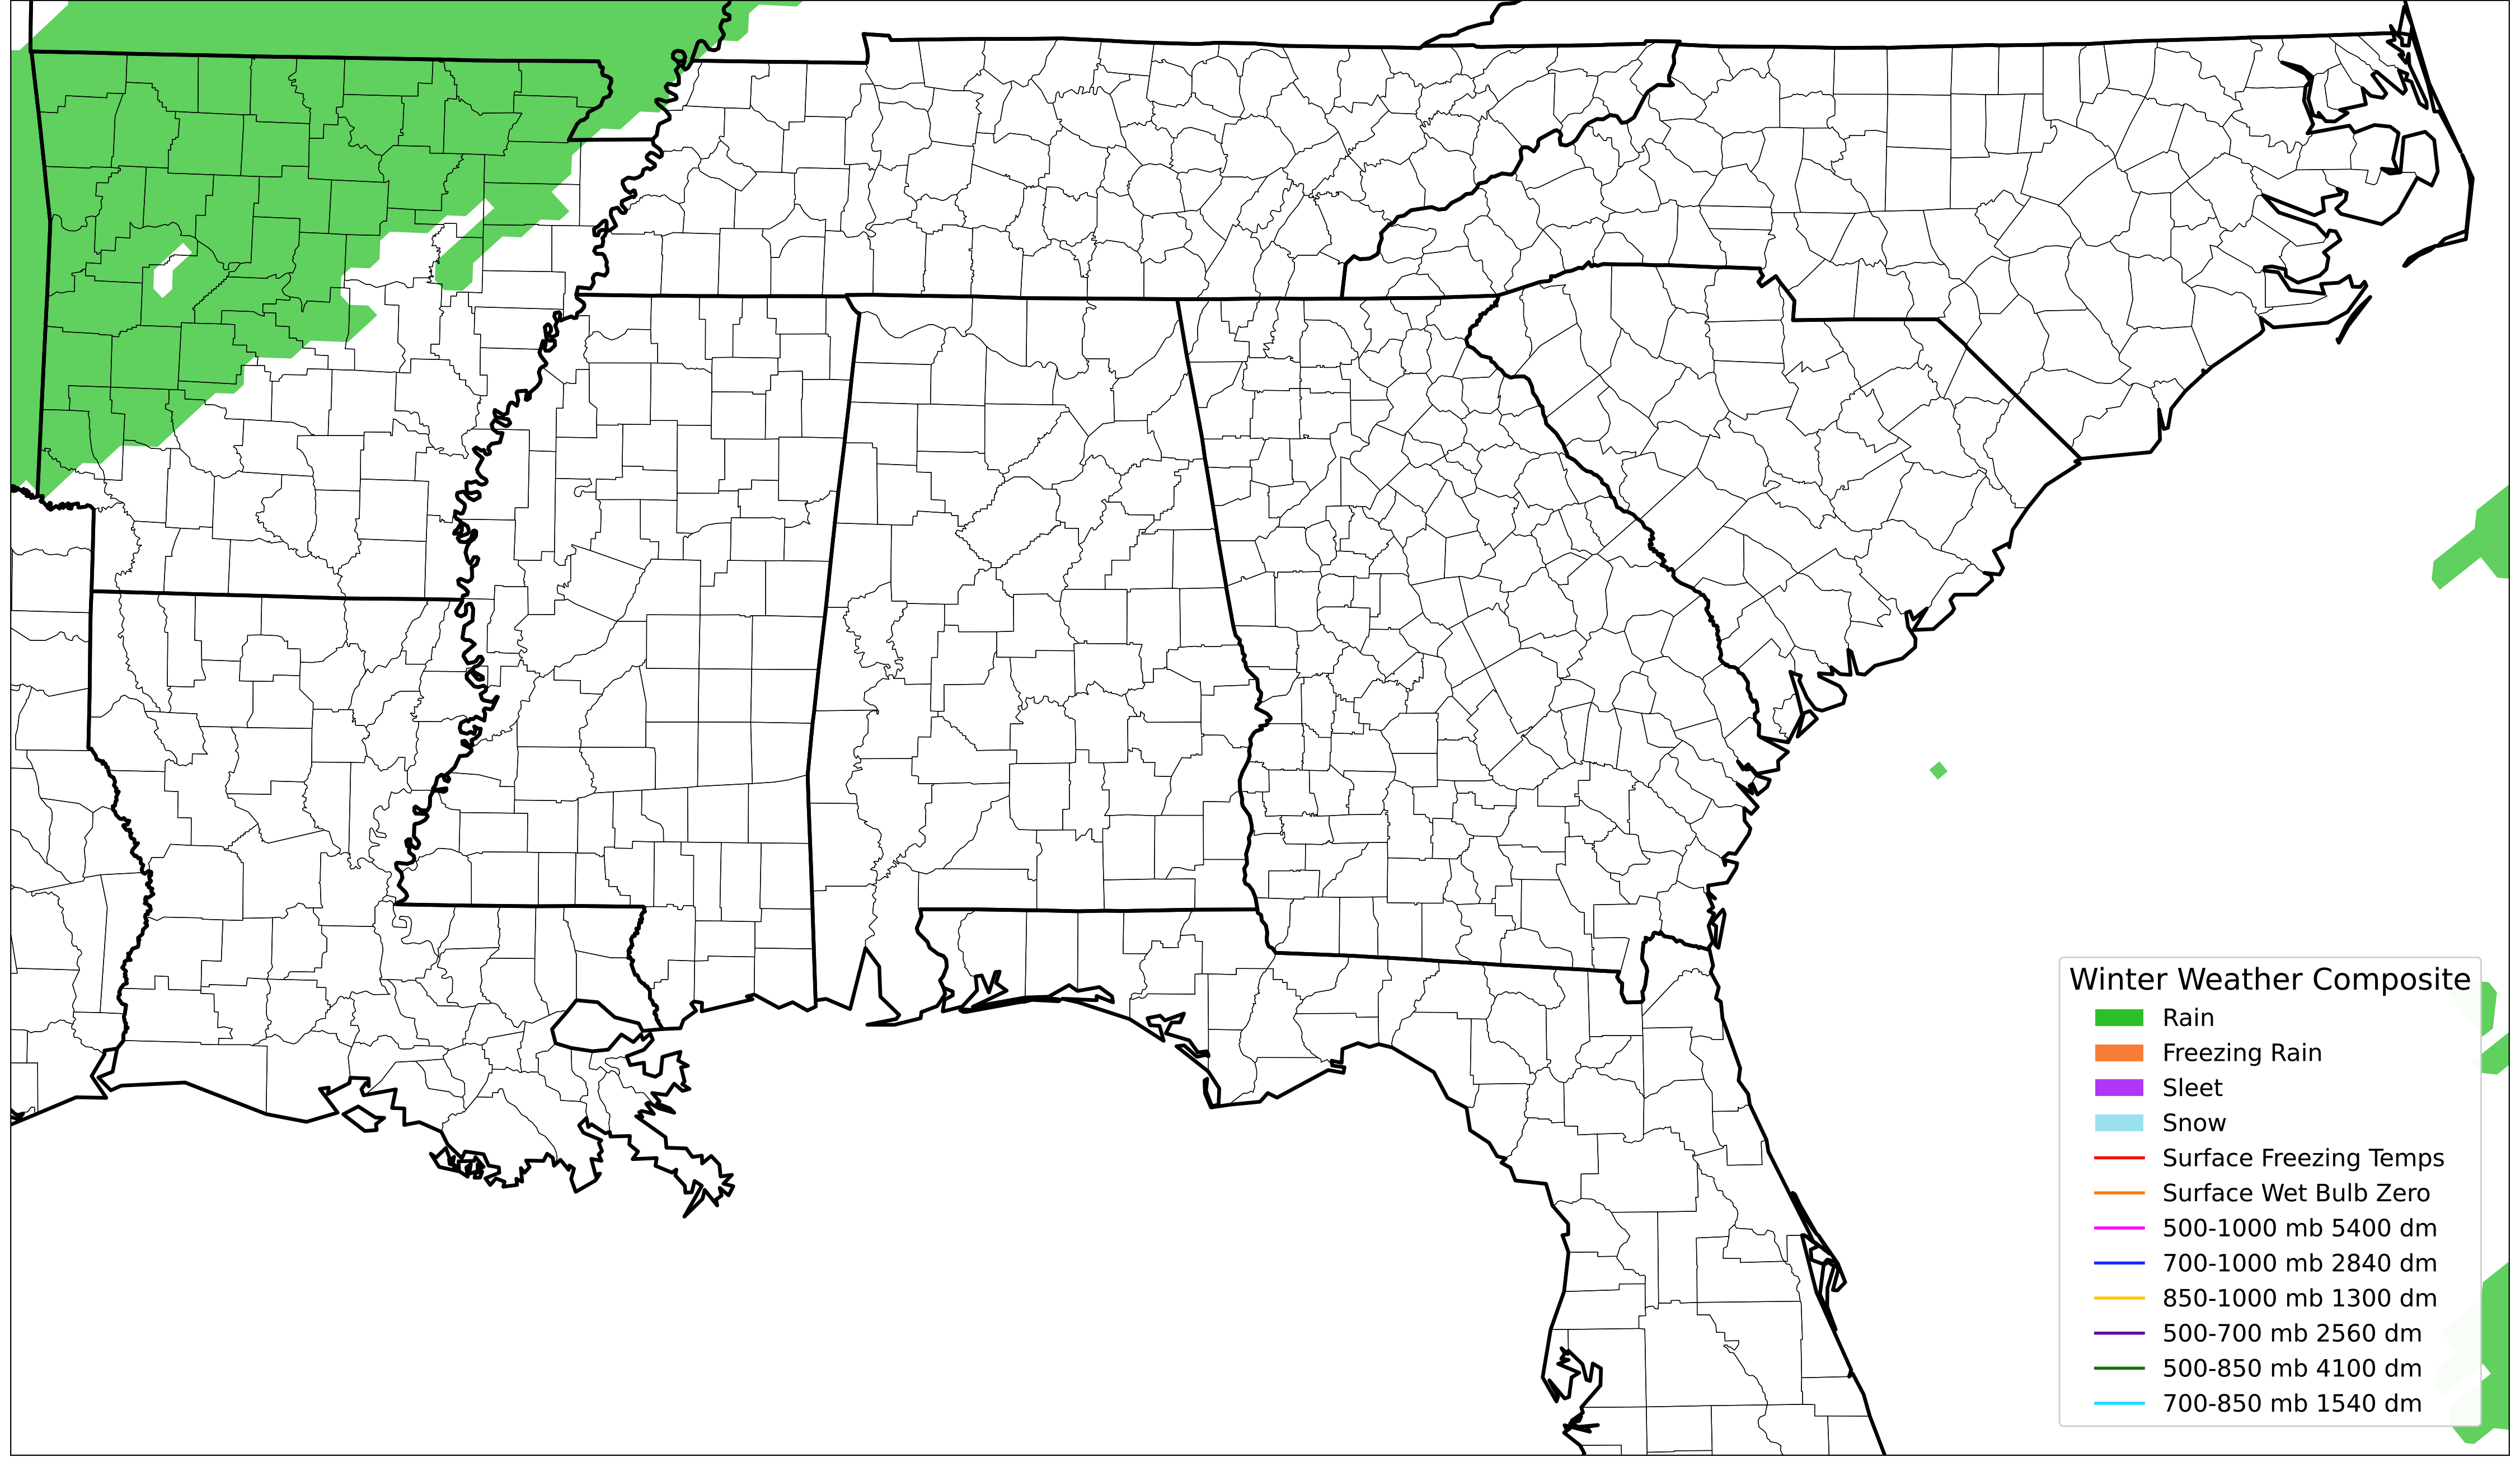 Winter Weather Composite
Rain
Freezing Rain
Sleet
Snow
Surface Freezing Temps
Surface Wet Bulb Zero
500-1000 mb 5400 dm
700-1000 mb 2840 dm
850-1000 mb 1300 dm
500-700 mb 2560 dm
500-850 mb 4100 dm
700-850 mb 1540 dm